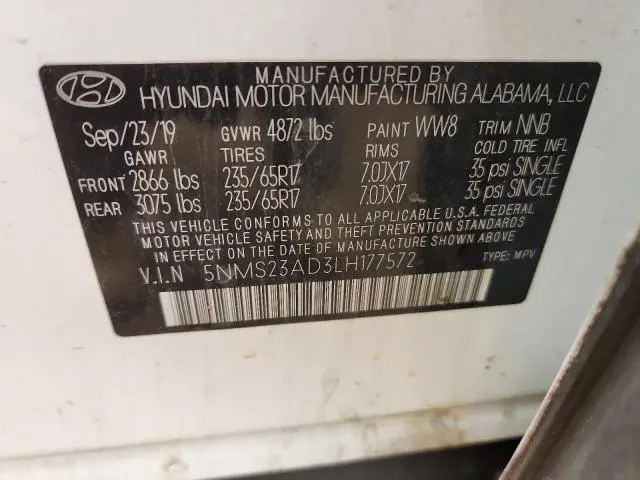 MANUFACTURED BY
HYUNDAI MOTOR MANUFACTURING ALABAMA, LLC
Sep/23/19 GVWR 4872 lbs PAINT WW8 TRIM NNB
GAWR TIRES RIMS COLD TIRE INFL
FRONT 2866 lbs 235/65R17 7.0JX17 35 psi SINGLE
REAR 3075 lbs 235/65R17 7.0JX17 35 psi SINGLE
THIS VEHICLE CONFORMS TO ALL APPLICABLE U.S.A. FEDERAL
MOTOR VEHICLE SAFETY AND THEFT PREVENTION STANDARDS
IN EFFECT ON THE DATE OF MANUFACTURE SHOWN ABOVE.
V.I.N 5NMS23AD3LH177572 TYPE: MPV